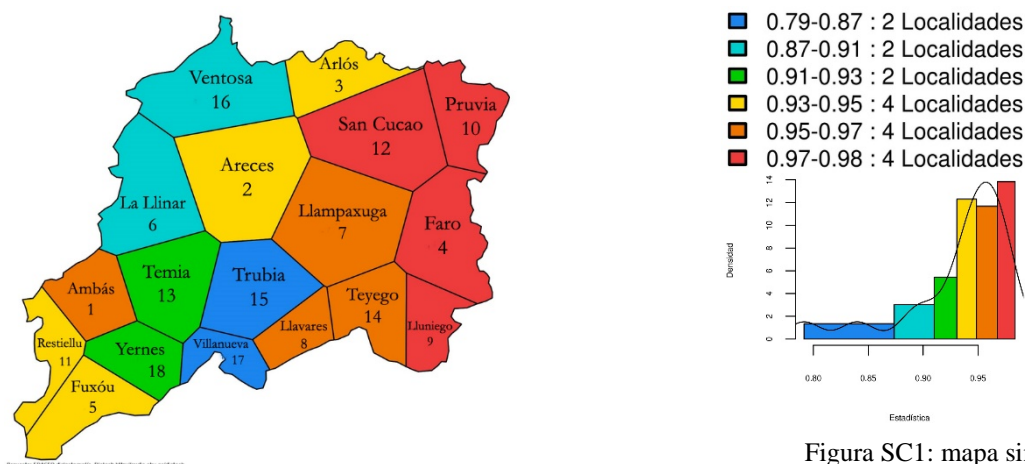 Ventosa
16
Arlós
3
Pruvia
10
San Cucao
12
Areces
2
La Llinar
6
Llampaxuga
7
Faro
4
Temia
13
Trubia
15
Ambás
1
Teyego
14
Llavares
8
Lluniego
9
Restiellu
11
Yernes
18
Villanueva
17
Fuxóu
5
0.79-0.87 : 2 Localidades
0.87-0.91 : 2 Localidades
0.91-0.93 : 2 Localidades
0.93-0.95 : 4 Localidades
0.95-0.97 : 4 Localidades
0.97-0.98 : 4 Localidades
Densidad
14
12
10
8
6
4
2
0
0.80 0.85 0.90 0.95
Estadística
Figura SC1: mapa